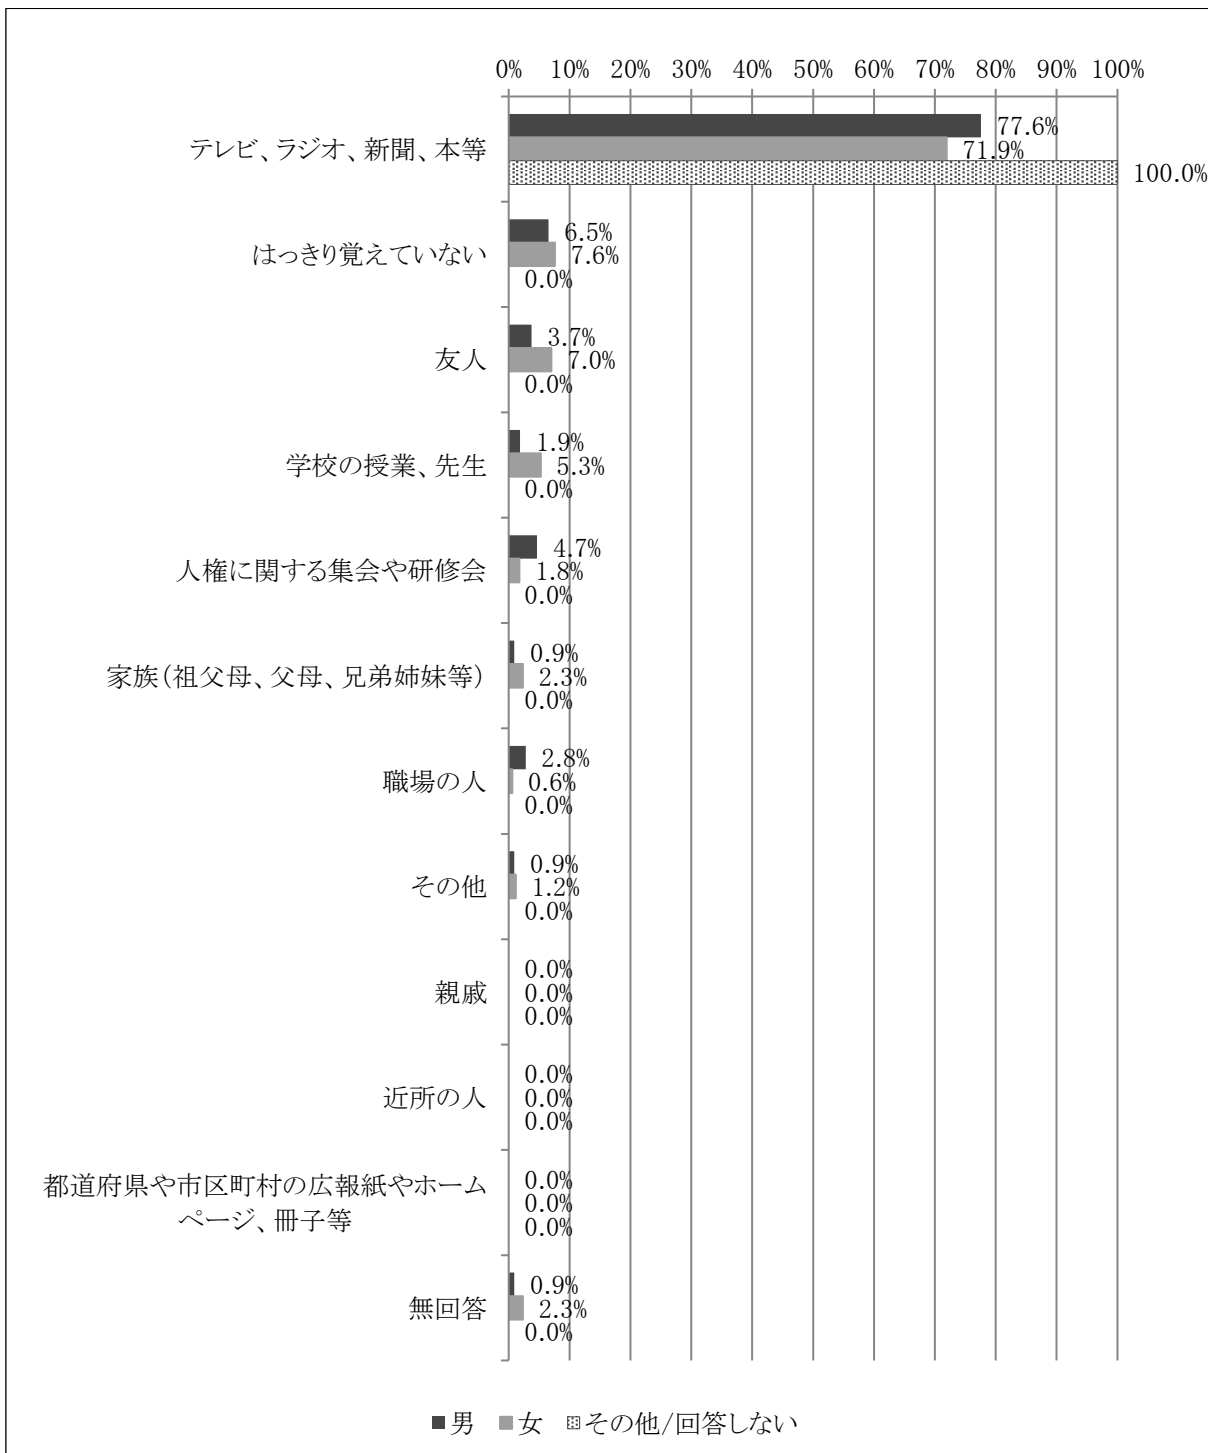 0% 10% 20% 30% 40% 50% 60% 70% 80% 90% 100%
テレビ、ラジオ、新聞、本等
77.6%
71.9%
100.0%
はっきり覚えていない
6.5%
7.6%
0.0%
友人
3.7%
7.0%
0.0%
学校の授業、先生
1.9%
5.3%
0.0%
人権に関する集会や研修会
4.7%
1.8%
0.0%
家族(祖父母、父母、兄弟姉妹等)
0.9%
2.3%
0.0%
職場の人
2.8%
0.6%
0.0%
その他
0.9%
1.2%
0.0%
親戚
0.0%
0.0%
0.0%
近所の人
0.0%
0.0%
0.0%
都道府県や市区町村の広報紙やホーム
ページ、冊子等
0.0%
0.0%
0.0%
無回答
0.9%
2.3%
0.0%
男 女 その他/回答しない